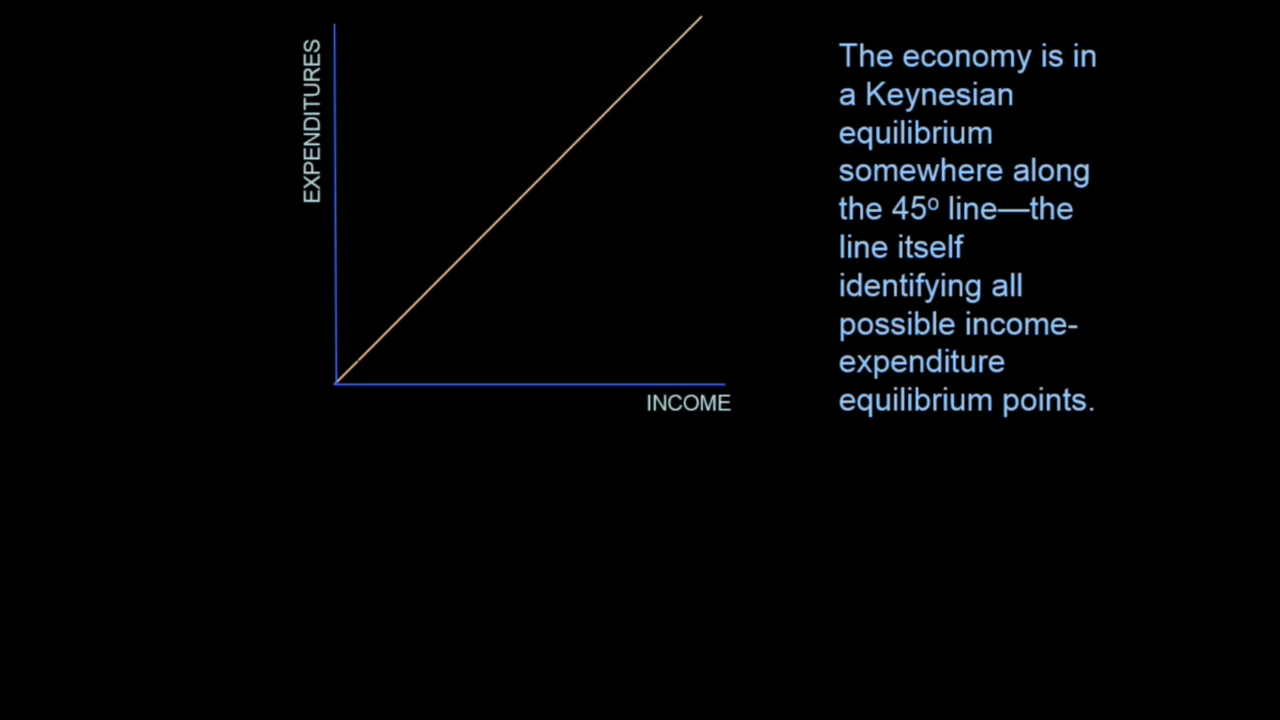 EXPENDITURES
INCOME
The economy is in
a Keynesian
equilibrium
somewhere along
the 45º line—the
line itself
identifying all
possible income-
expenditure
equilibrium points.